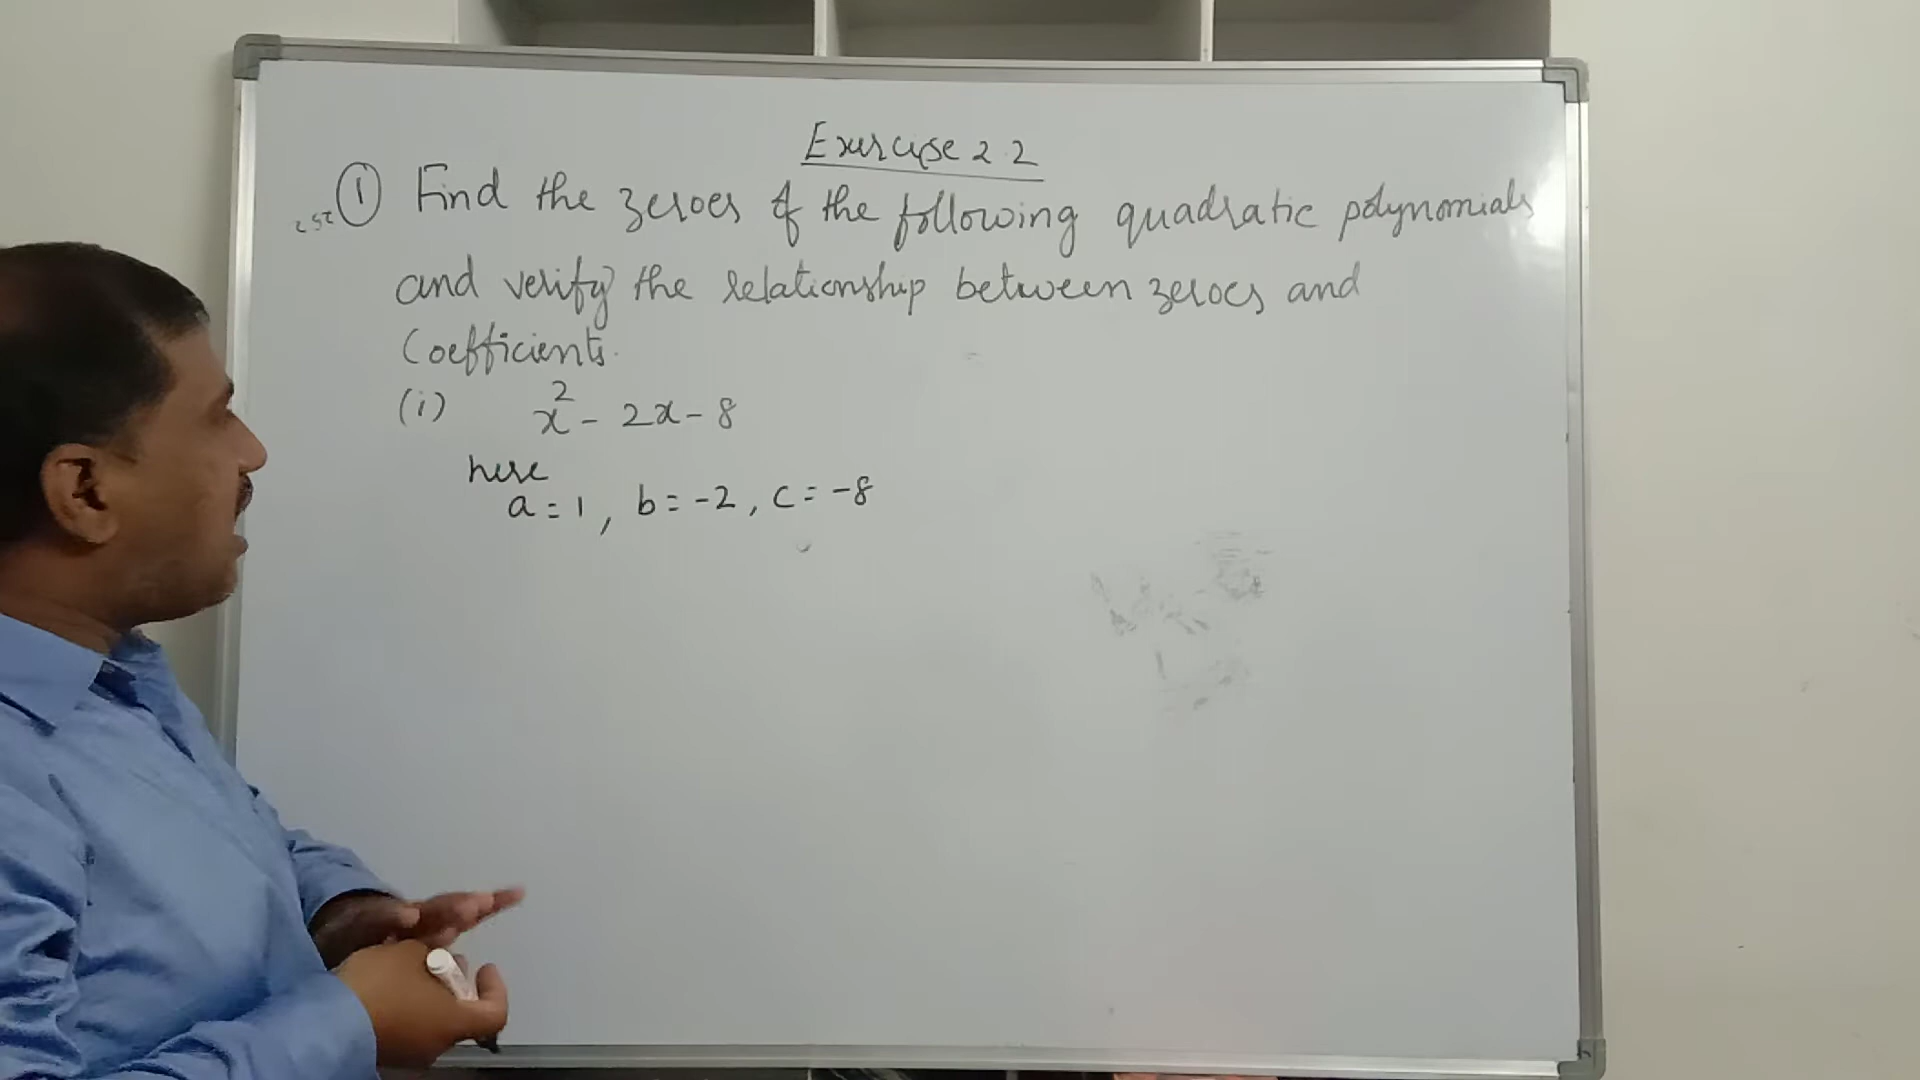 Exercise 2.2
① Find the zeroes of the following quadratic polynomials
and verify the relationship between zeroes and
Coefficients.
(i) x² - 2x - 8
here
a = 1, b = -2, c = -8